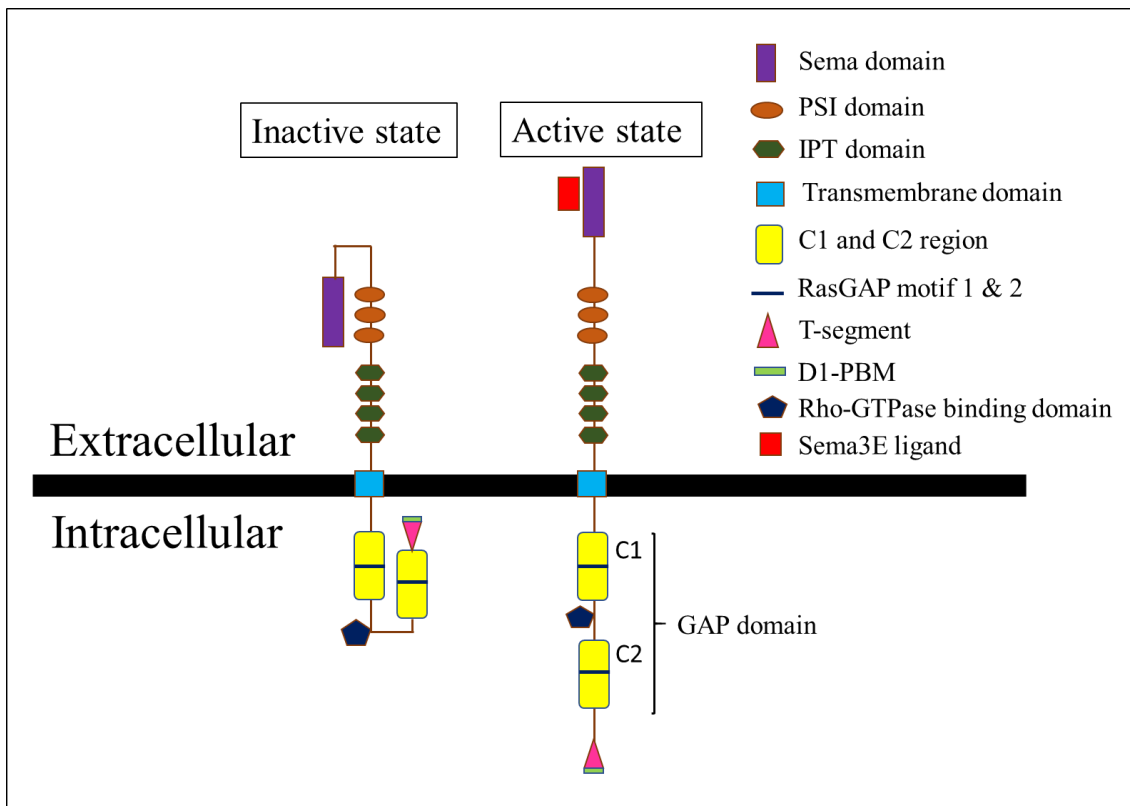 Inactive state
Active state
Sema domain
PSI domain
IPT domain
Transmembrane domain
C1 and C2 region
RasGAP motif 1 & 2
T-segment
D1-PBM
Rho-GTPase binding domain
Sema3E ligand
Extracellular
Intracellular
C1
C2
GAP domain